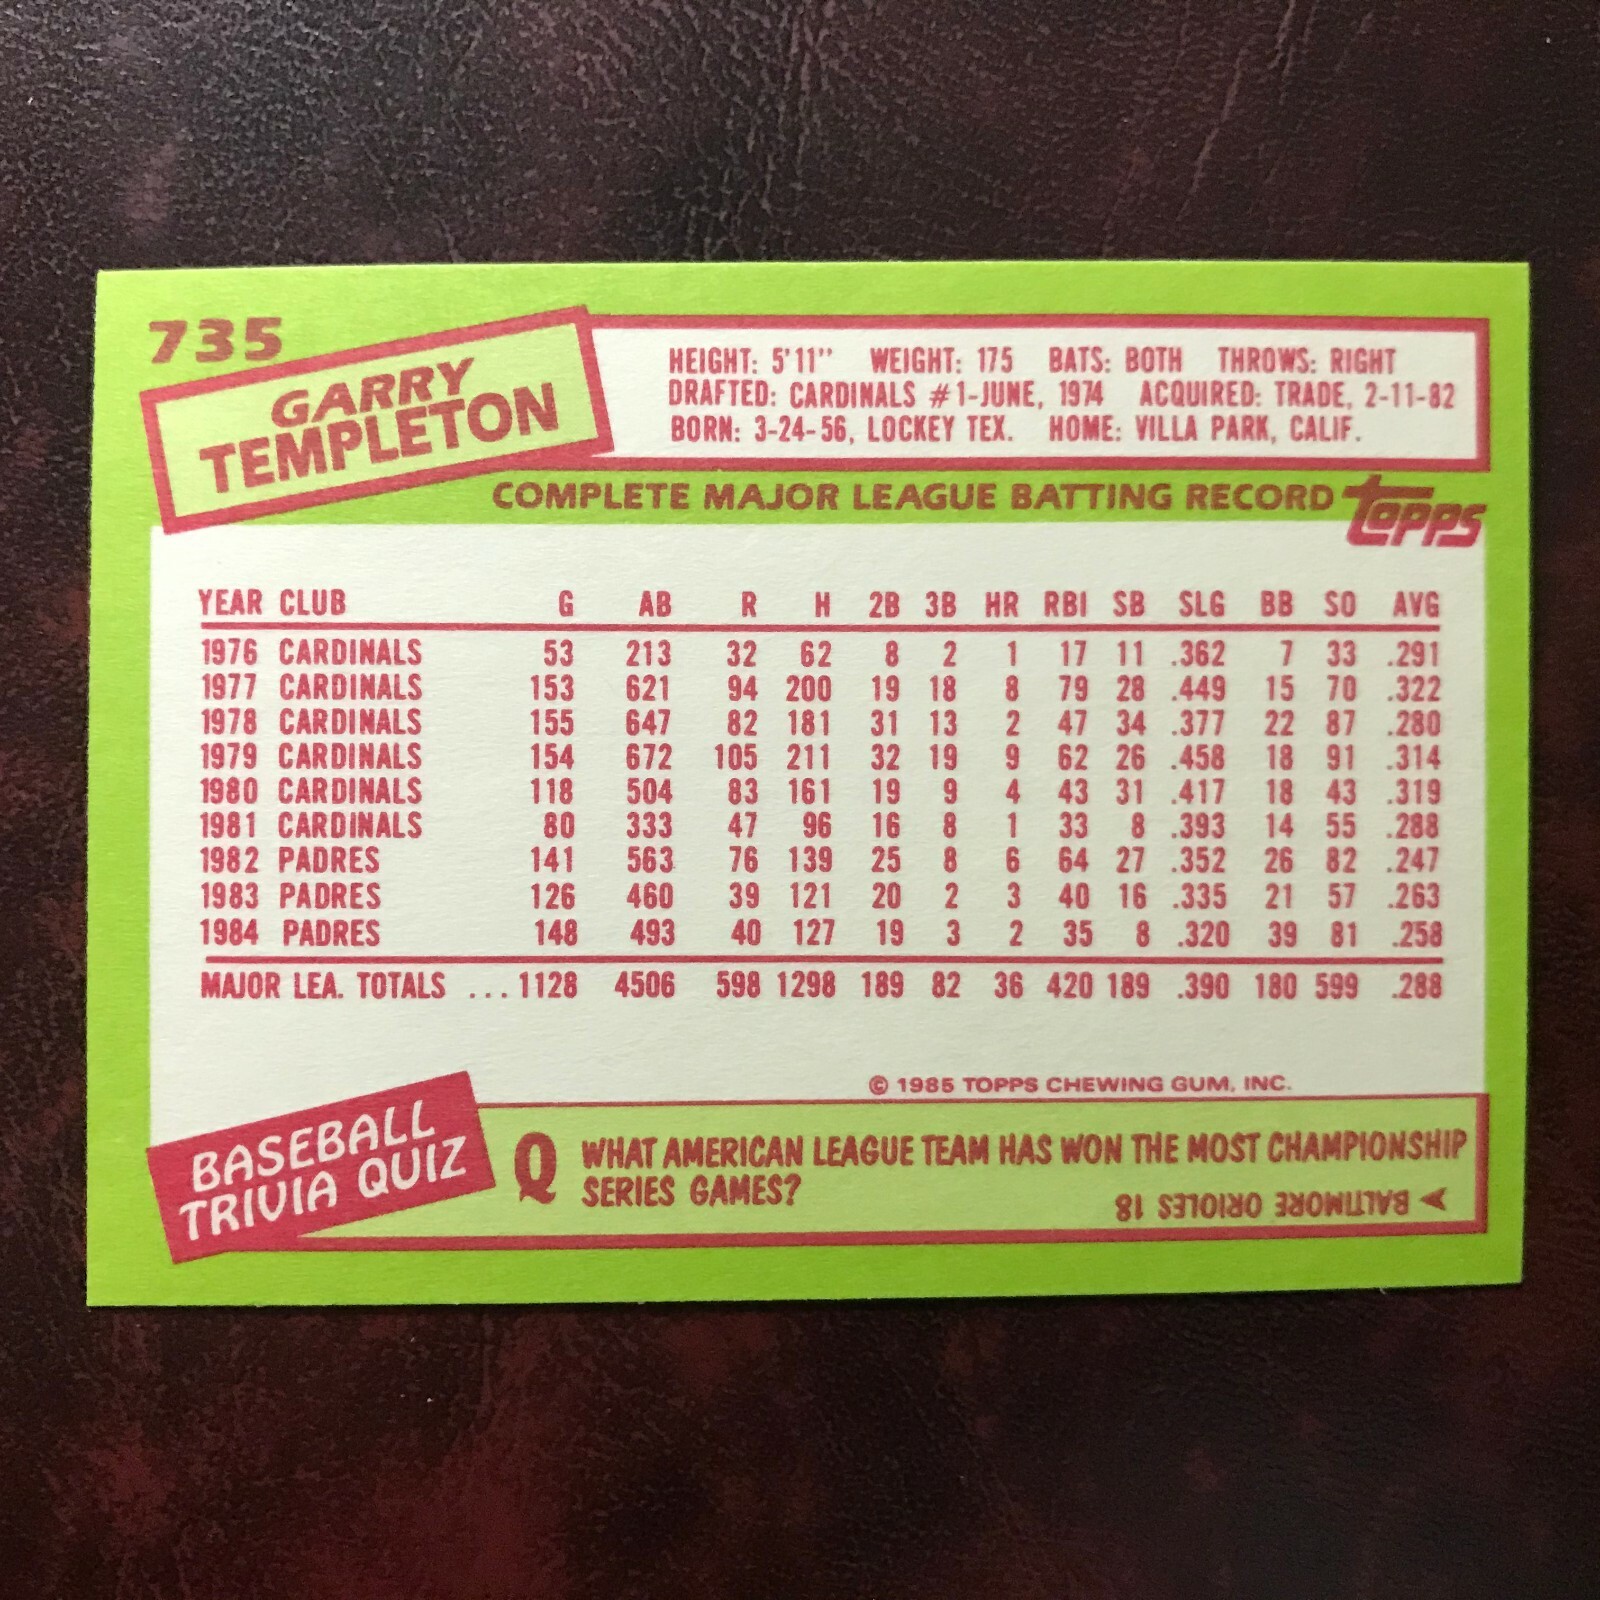 735
GARRY
TEMPLETON
HEIGHT: 5'11" WEIGHT: 175 BATS: BOTH THROWS: RIGHT
DRAFTED: CARDINALS #1-JUNE, 1974 ACQUIRED: TRADE, 2-11-82
BORN: 3-24-56, LOCKEY TEX. HOME: VILLA PARK, CALIF.
COMPLETE MAJOR LEAGUE BATTING RECORD
topps
YEAR CLUB G AB R H 2B 3B HR RBI SB SLG BB SO AVG
1976 CARDINALS 53 213 32 62 8 2 1 17 11 .362 7 33 .291
1977 CARDINALS 153 621 94 200 19 18 8 79 28 .449 15 70 .322
1978 CARDINALS 155 647 82 181 31 13 2 47 34 .377 22 87 .280
1979 CARDINALS 154 672 105 211 32 19 9 62 26 .458 18 91 .314
1980 CARDINALS 118 504 83 161 19 9 4 43 31 .417 18 43 .319
1981 CARDINALS 80 333 47 96 16 8 1 33 8 .393 14 55 .288
1982 PADRES 141 563 76 139 25 8 6 64 27 .352 26 82 .247
1983 PADRES 126 460 39 121 20 2 3 40 16 .335 21 57 .263
1984 PADRES 148 493 40 127 19 3 2 35 8 .320 39 81 .258
MAJOR LEA. TOTALS ... 1128 4506 598 1298 189 82 36 420 189 .390 180 599 .288
© 1985 TOPPS CHEWING GUM, INC.
BASEBALL
TRIVIA QUIZ
Q WHAT AMERICAN LEAGUE TEAM HAS WON THE MOST CHAMPIONSHIP
SERIES GAMES?
BALTIMORE ORIOLES 18